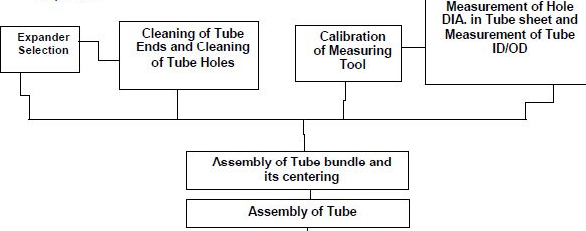 Expander
Selection
Cleaning of Tube
Ends and Cleaning
of Tube Holes
Calibration
of Measuring
Tool
Measurement of Hole
DIA. in Tube sheet and
Measurement of Tube
ID/OD
Assembly of Tube bundle and
its centering
Assembly of Tube